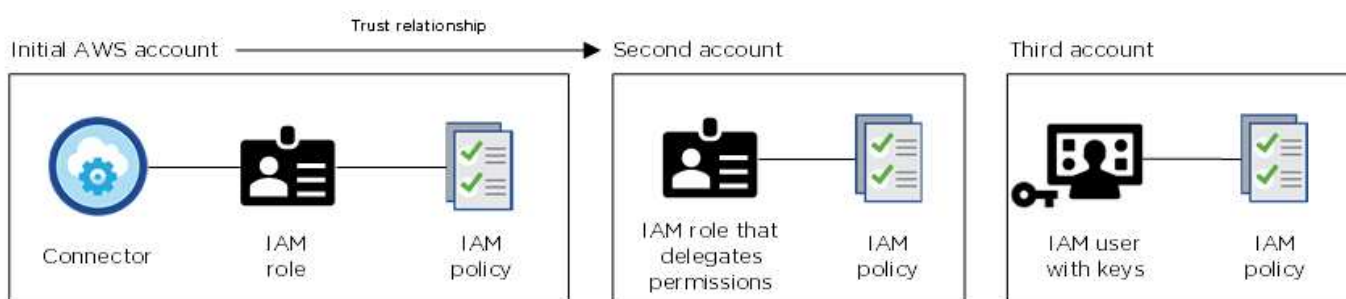 Trust relationship
Initial AWS account
Second account
Third account
Connector
IAM
role
IAM
policy
IAM role that
delegates
permissions
IAM
policy
IAM user
with keys
IAM
policy